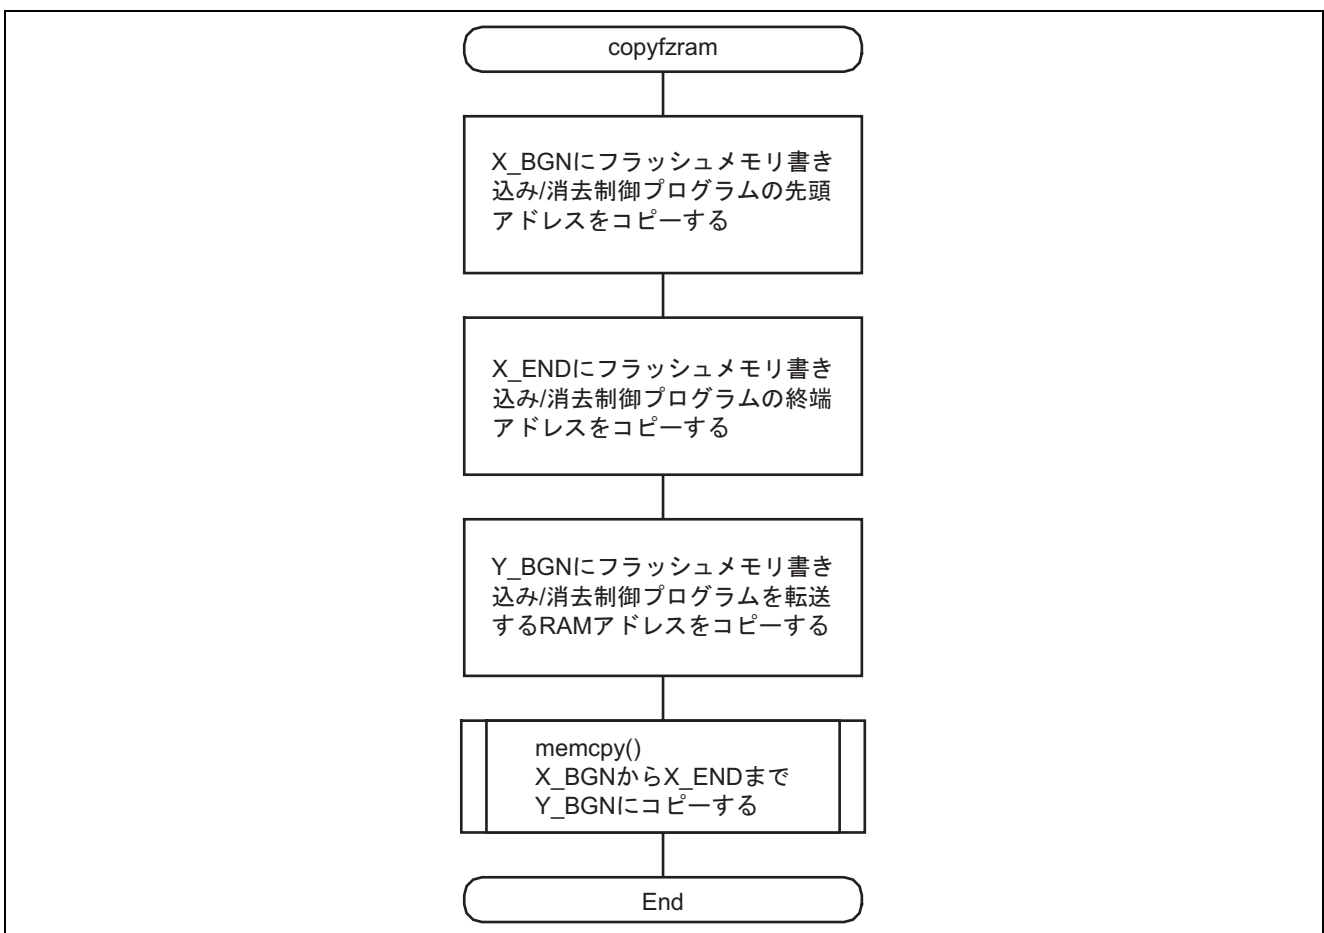 copyfzram
X_BGNにフラッシュメモリ書き
込み/消去制御プログラムの先頭
アドレスをコピーする
X_ENDにフラッシュメモリ書き
込み/消去制御プログラムの終端
アドレスをコピーする
Y_BGNにフラッシュメモリ書き
込み/消去制御プログラムを転送
するRAMアドレスをコピーする
memcpy()
X_BGNからX_ENDまで
Y_BGNにコピーする
End